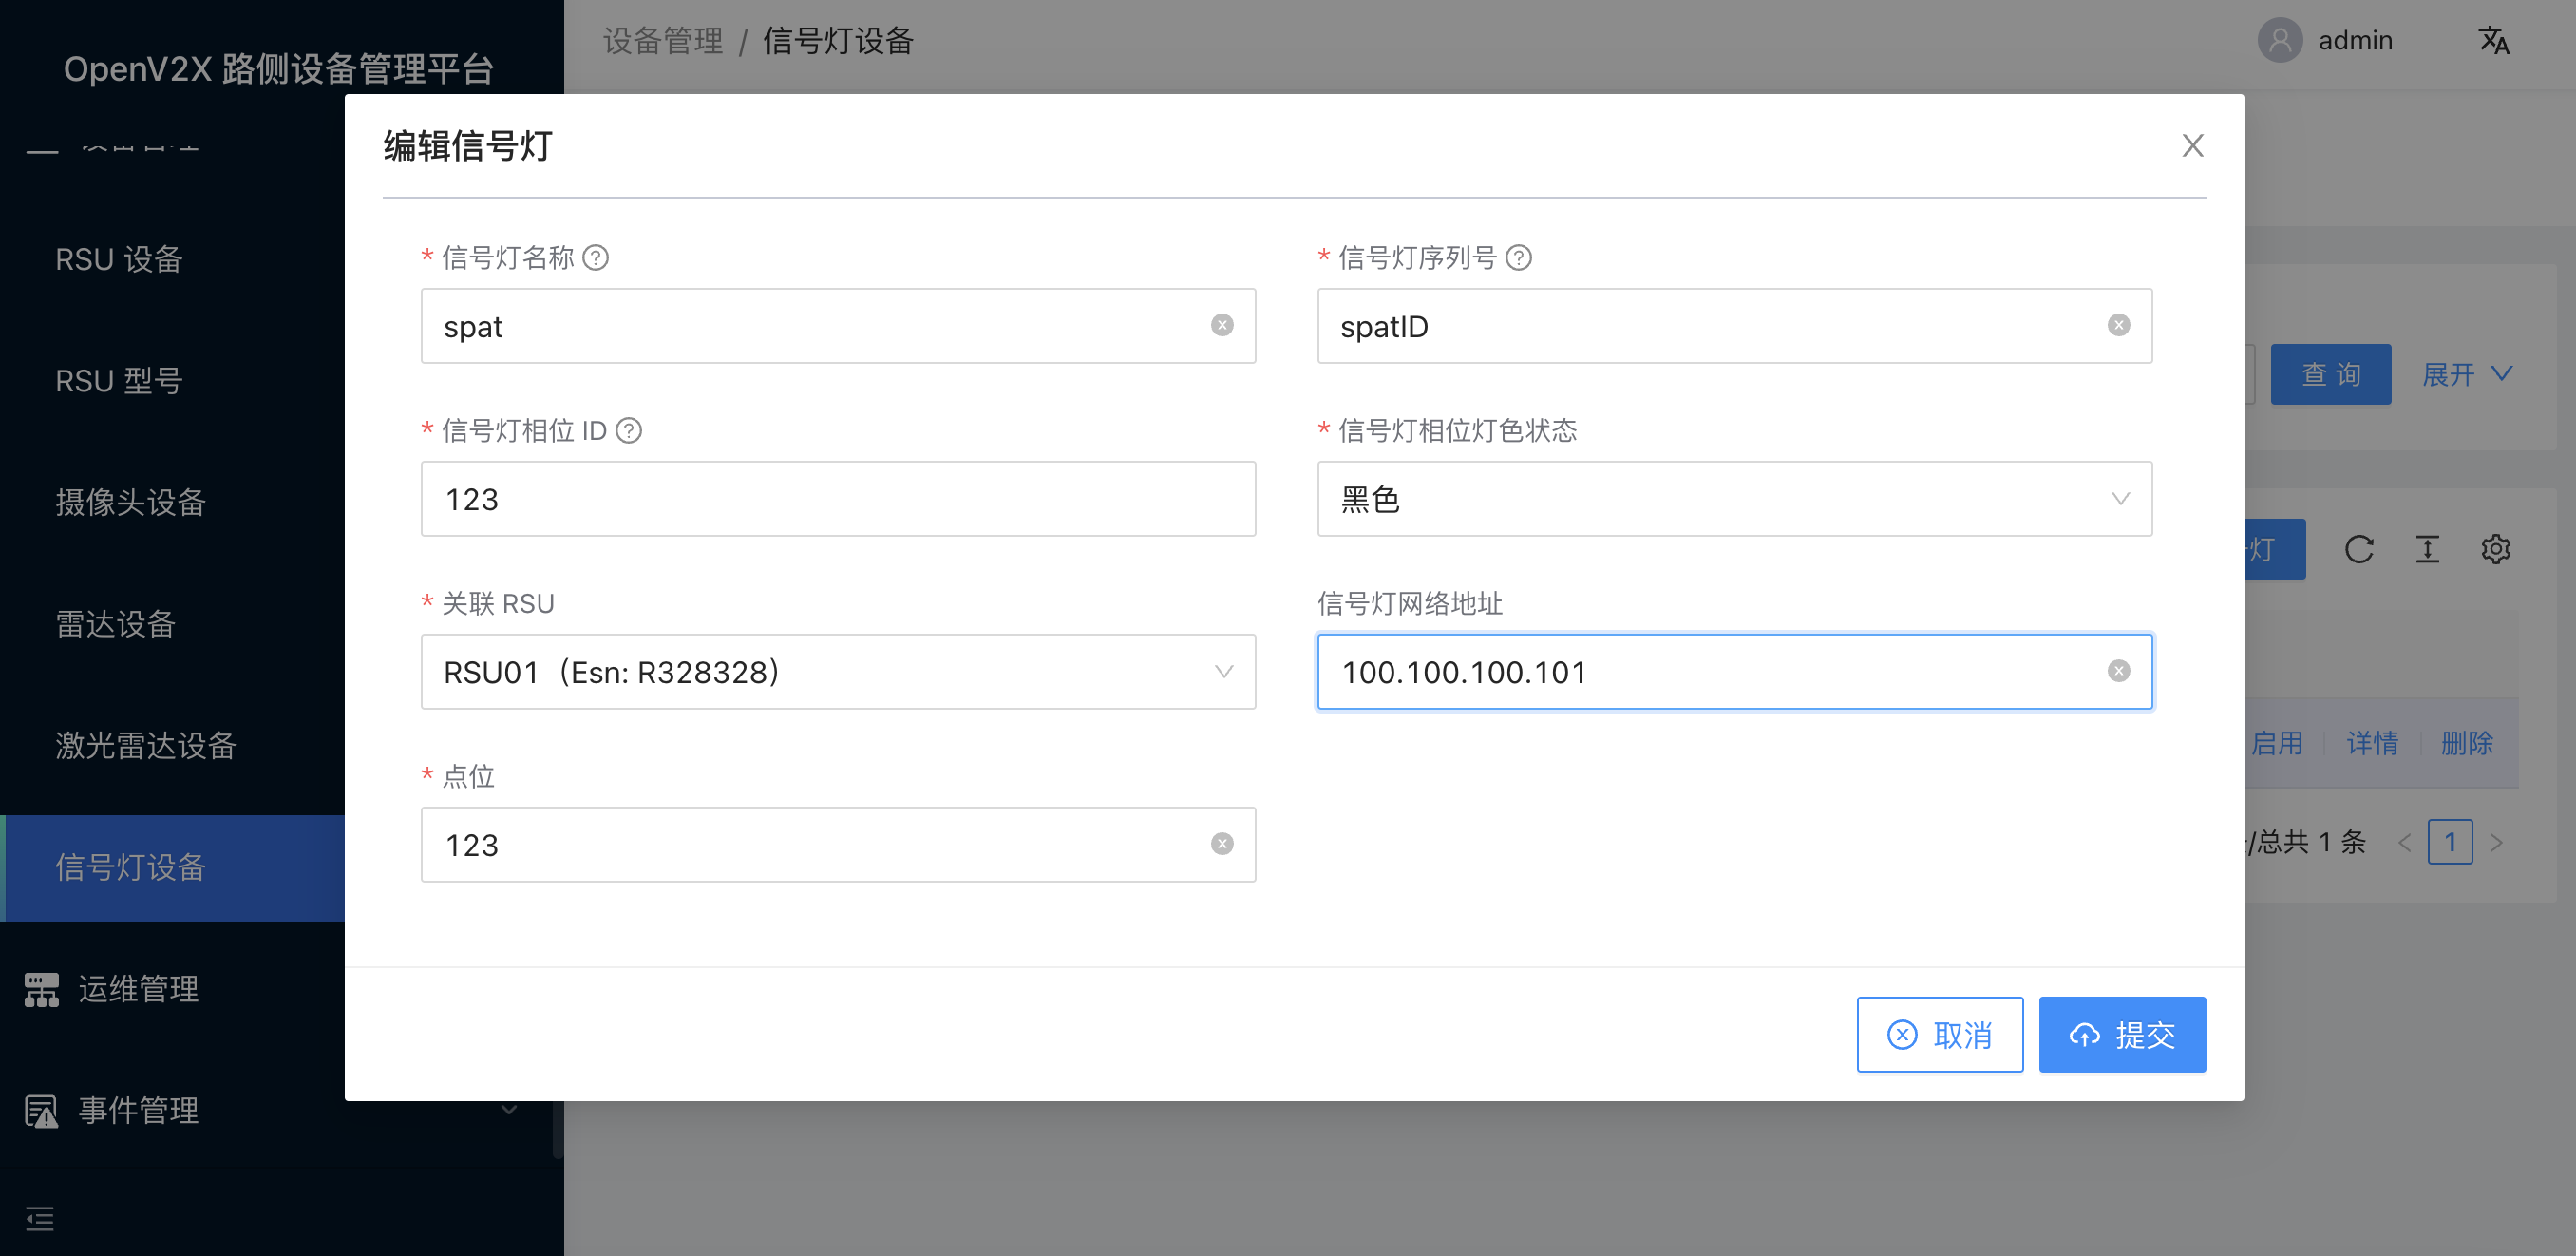 OpenV2X 路侧设备管理平台
设备管理 / 信号灯设备
admin
RSU 设备
RSU 型号
摄像头设备
雷达设备
激光雷达设备
信号灯设备
运维管理
事件管理
编辑信号灯
* 信号灯名称
spat
* 信号灯序列号
spatID
* 信号灯相位 ID
123
* 信号灯相位灯色状态
黑色
* 关联 RSU
RSU01（Esn: R328328）
信号灯网络地址
100.100.100.101
* 点位
123
取消
提交
查 询
展开
灯
启用
详情
删除
/总共 1 条
1